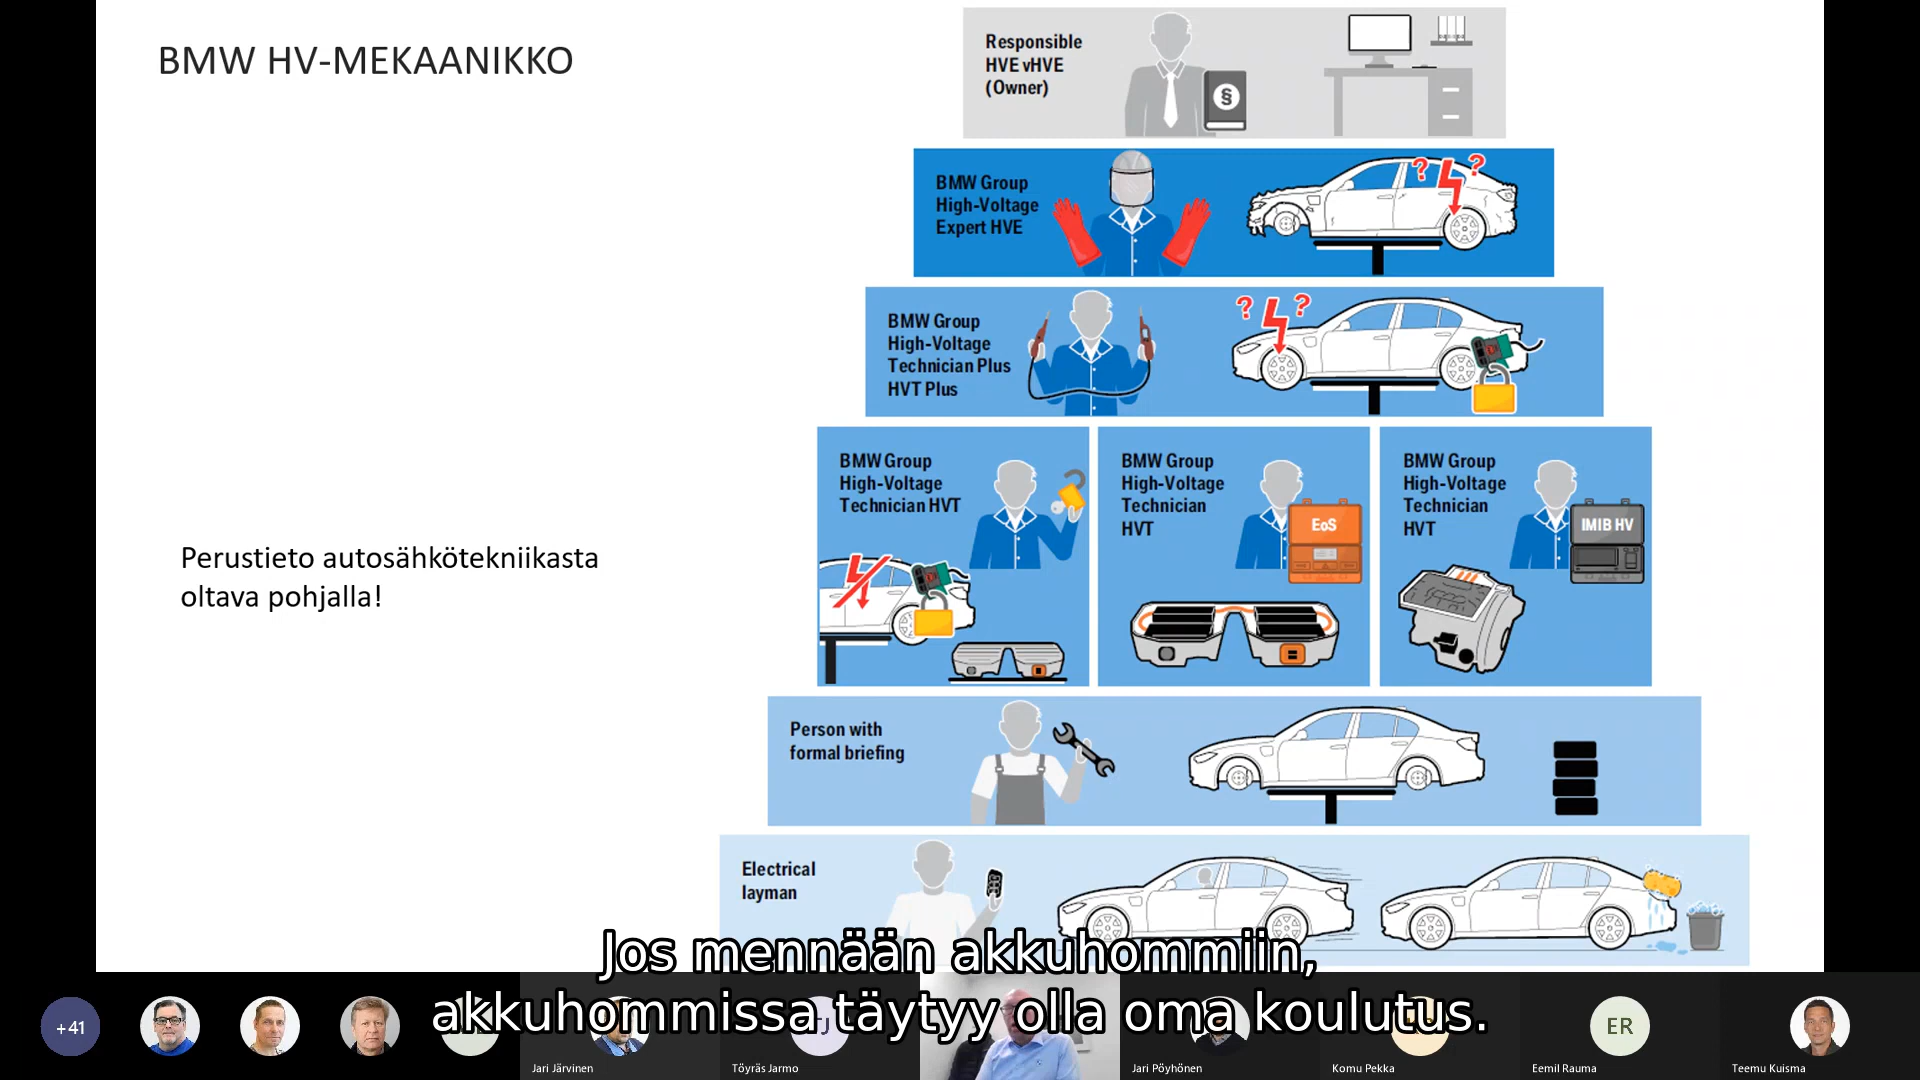 BMW HV-MEKAANIKKO
Responsible
HVE vHVE
(Owner)
§
BMW Group
High-Voltage
Expert HVE
? ?
BMW Group
High-Voltage
Technician Plus
HVT Plus
? ?
BMW Group
High-Voltage
Technician HVT
BMW Group
High-Voltage
Technician
HVT
EoS
BMW Group
High-Voltage
Technician
HVT
IMIB HV
Perustieto autosähkötekniikasta
oltava pohjalla!
Person with
formal briefing
Electrical
layman
Jos mennään akkuhommiin,
akkuhommissa täytyy olla oma koulutus.
+41
ER
Jari Järvinen
Töyräs Jarmo
Jari Pöyhönen
Komu Pekka
Eemil Rauma
Teemu Kuisma